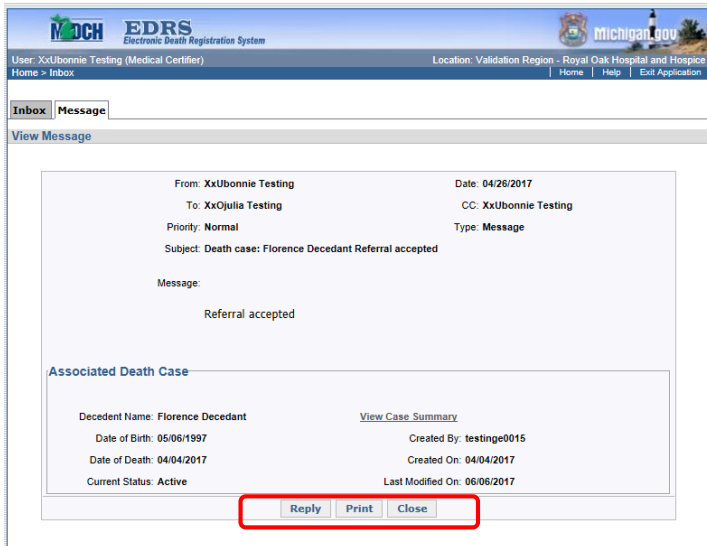 MDCH EDRS Michigan.gov
Electronic Death Registration System
User: XxUbonnie Testing (Medical Certifier) Location: Validation Region - Royal Oak Hospital and Hospice
Home > Inbox | Home | Help | Exit Application
Inbox Message
View Message
From: XxUbonnie Testing Date: 04/26/2017
To: XxOjulia Testing CC: XxUbonnie Testing
Priority: Normal Type: Message
Subject: Death case: Florence Decedant Referral accepted
Message:
Referral accepted
Associated Death Case
Decedent Name: Florence Decedant View Case Summary
Date of Birth: 05/06/1997 Created By: testinge0015
Date of Death: 04/04/2017 Created On: 04/04/2017
Current Status: Active Last Modified On: 06/06/2017
Reply Print Close